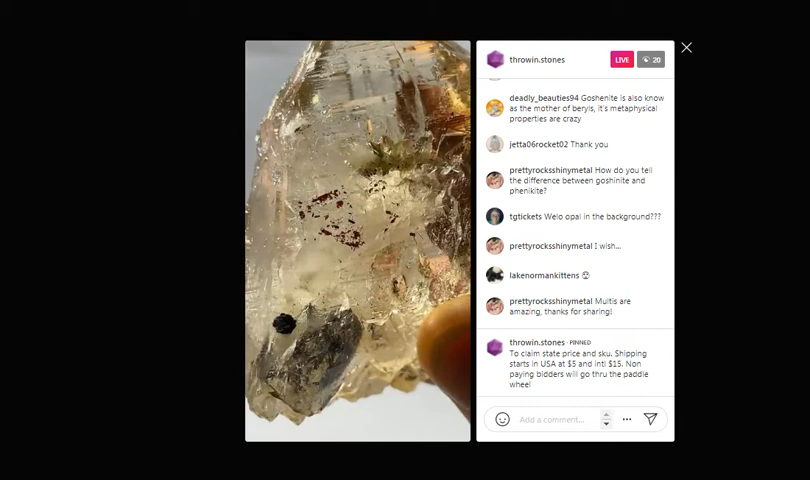 throwin.stones
LIVE
20
deadly_beauties94 Goshenite is also know
as the mother of beryls, it's metaphysical
properties are crazy
jetta06rocket02 Thank you
prettyrocksshinymetal How do you tell
the difference between goshinite and
phenikite?
tgtickets Welo opal in the background???
prettyrocksshinymetal I wish...
lakenormankittens
prettyrocksshinymetal Multis are
amazing, thanks for sharing!
throwin.stones · PINNED
To claim state price and sku. Shipping
starts in USA at $5 and intl $15. Non
paying bidders will go thru the paddle
wheel
Add a comment...